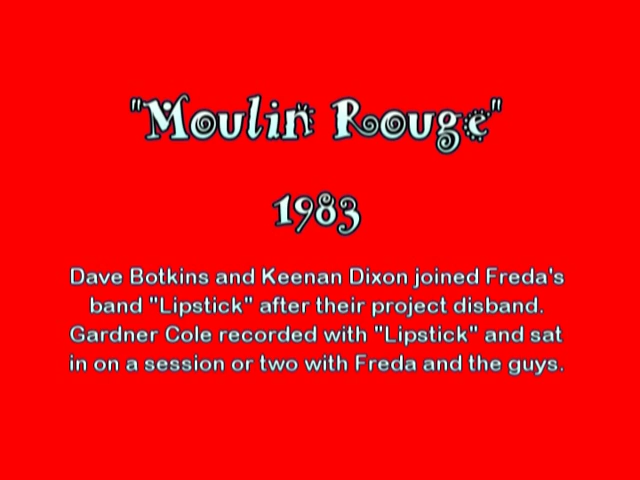 "Moulin Rouge"
1983
Dave Botkins and Keenan Dixon joined Freda's
band "Lipstick" after their project disband.
Gardner Cole recorded with "Lipstick" and sat
in on a session or two with Freda and the guys.